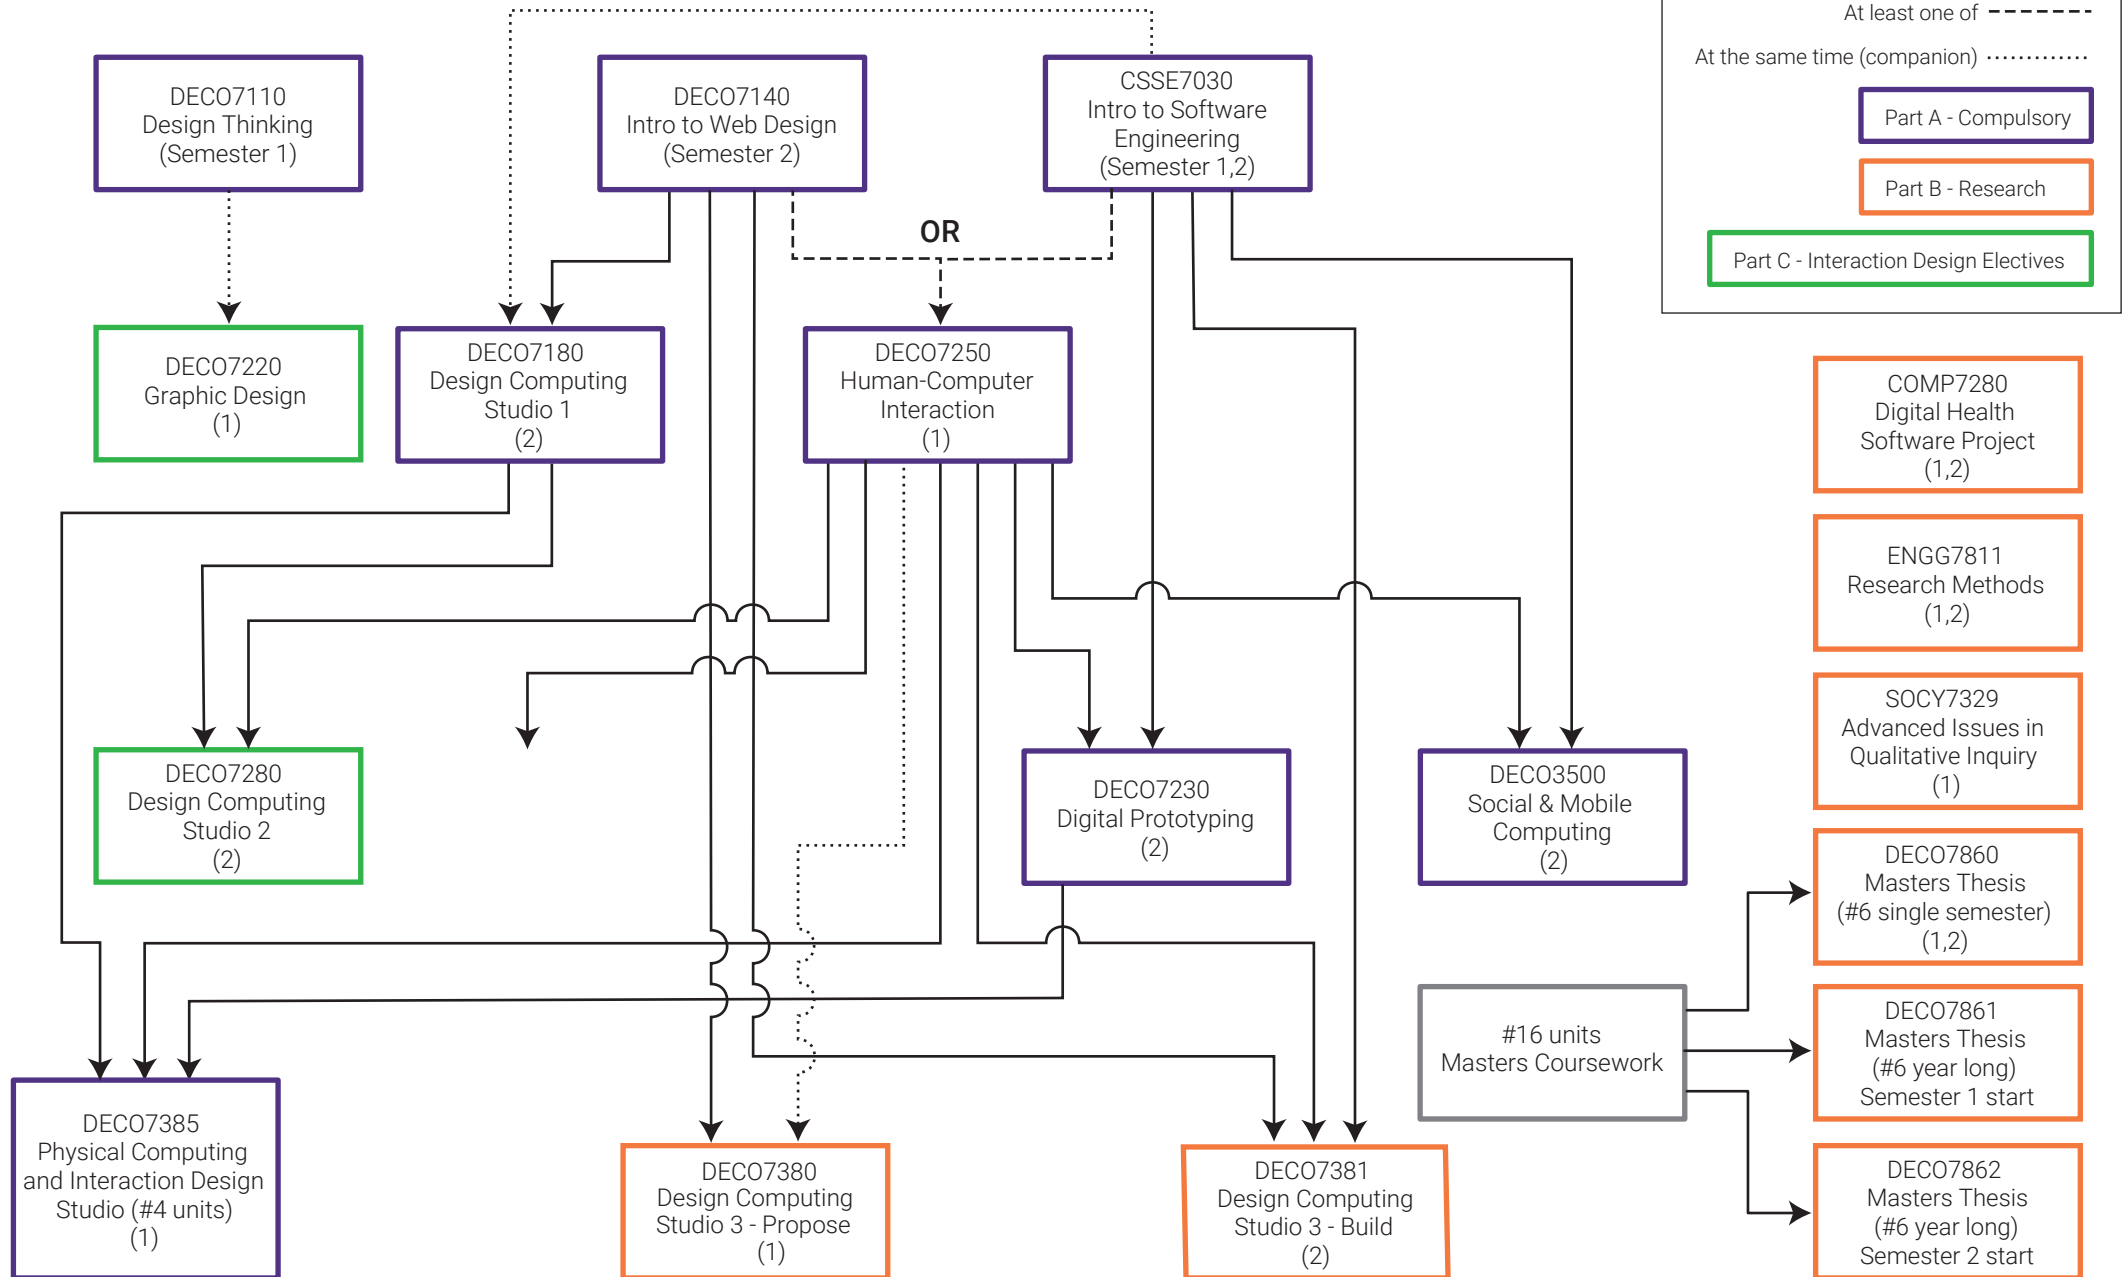 At least one of
At the same time (companion)
Part A - Compulsory
Part B - Research
Part C - Interaction Design Electives
DECO7110
Design Thinking
(Semester 1)
DECO7140
Intro to Web Design
(Semester 2)
CSSE7030
Intro to Software
Engineering
(Semester 1,2)
OR
DECO7220
Graphic Design
(1)
DECO7180
Design Computing
Studio 1
(2)
DECO7250
Human-Computer
Interaction
(1)
COMP7280
Digital Health
Software Project
(1,2)
ENGG7811
Research Methods
(1,2)
SOCY7329
Advanced Issues in
Qualitative Inquiry
(1)
DECO7280
Design Computing
Studio 2
(2)
DECO7230
Digital Prototyping
(2)
DECO3500
Social & Mobile
Computing
(2)
DECO7860
Masters Thesis
(#6 single semester)
(1,2)
#16 units
Masters Coursework
DECO7861
Masters Thesis
(#6 year long)
Semester 1 start
DECO7385
Physical Computing
and Interaction Design
Studio (#4 units)
(1)
DECO7380
Design Computing
Studio 3 - Propose
(1)
DECO7381
Design Computing
Studio 3 - Build
(2)
DECO7862
Masters Thesis
(#6 year long)
Semester 2 start